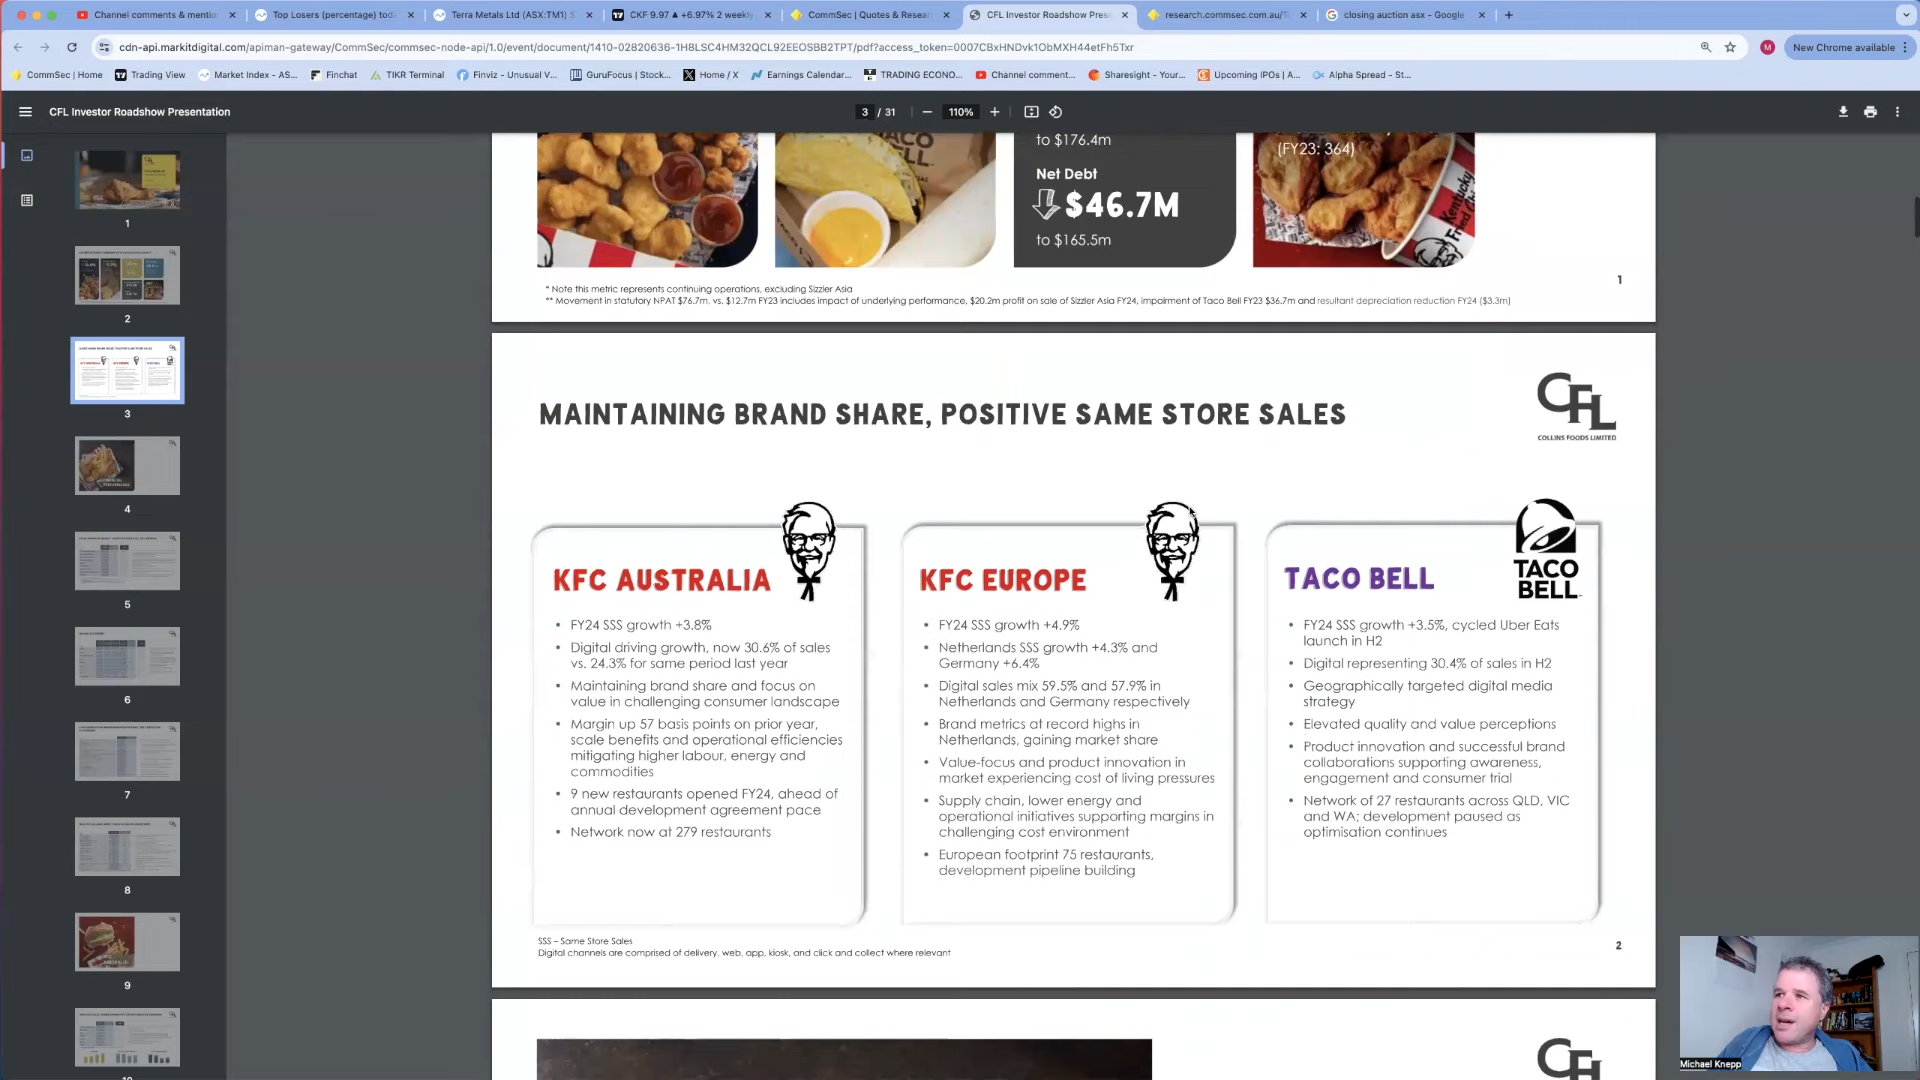 Channel comments & mentio
Top Losers (percentage) tod
Terra Metals Ltd (ASX:TM1) S
CKF 9.97 ▲ +6.97% 2 weekly
CommSec | Quotes & Resear
CFL Investor Roadshow Prese
research.commsec.com.au/T
closing auction asx - Google
cdn-api.markitdigital.com/apiman-gateway/CommSec/commsec-node-api/1.0/event/document/1410-02820636-1H8LSC4HM32QCL92EEOSBB2TPT/pdf?access_token=0007CBxHNDvk1ObMXH44etFh5Txr
M
New Chrome available
CommSec | Home
Trading View
Market Index - AS...
Finchat
TIKR Terminal
Finviz - Unusual V...
GuruFocus | Stock...
Home / X
Earnings Calendar...
TRADING ECONO...
Channel comment...
Sharesight - Your...
Upcoming IPOs | A...
Alpha Spread - St...
CFL Investor Roadshow Presentation
3 / 31
110%
1
2
3
4
5
6
7
8
9
to $176.4m
Net Debt
$46.7M
to $165.5m
(FY23: 364)
TACO
BELL
Kentucky
Fried
* Note this metric represents continuing operations, excluding Sizzler Asia
** Movement in statutory NPAT $76.7m, vs. $12.7m FY23 includes impact of underlying performance, $20.2m profit on sale of Sizzler Asia FY24, impairment of Taco Bell FY23 $36.7m and resultant depreciation reduction FY24 ($3.3m)
1
MAINTAINING BRAND SHARE, POSITIVE SAME STORE SALES
CFL
COLLINS FOODS LIMITED
KFC AUSTRALIA
• FY24 SSS growth +3.8%
• Digital driving growth, now 30.6% of sales
vs. 24.3% for same period last year
• Maintaining brand share and focus on
value in challenging consumer landscape
• Margin up 57 basis points on prior year,
scale benefits and operational efficiencies
mitigating higher labour, energy and
commodities
• 9 new restaurants opened FY24, ahead of
annual development agreement pace
• Network now at 279 restaurants
KFC EUROPE
• FY24 SSS growth +4.9%
• Netherlands SSS growth +4.3% and
Germany +6.4%
• Digital sales mix 59.5% and 57.9% in
Netherlands and Germany respectively
• Brand metrics at record highs in
Netherlands, gaining market share
• Value-focus and product innovation in
market experiencing cost of living pressures
• Supply chain, lower energy and
operational initiatives supporting margins in
challenging cost environment
• European footprint 75 restaurants,
development pipeline building
TACO BELL
TACO
BELL
• FY24 SSS growth +3.5%, cycled Uber Eats
launch in H2
• Digital representing 30.4% of sales in H2
• Geographically targeted digital media
strategy
• Elevated quality and value perceptions
• Product innovation and successful brand
collaborations supporting awareness,
engagement and consumer trial
• Network of 27 restaurants across QLD, VIC
and WA; development paused as
optimisation continues
SSS – Same Store Sales
Digital channels are comprised of delivery, web, app, kiosk, and click and collect where relevant
2
CFL
Michael Knepp